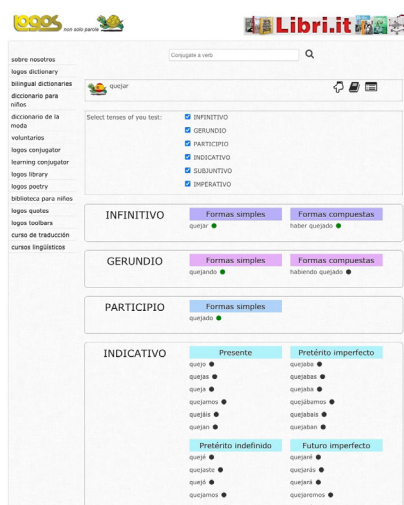 LOGOS non solo parole
Libri.it
Conjugate a verb
sobre nosotros
logos dictionary
bilingual dictionaries
diccionario para niños
diccionario de la moda
voluntarios
logos conjugator
learning conjugator
logos library
logos poetry
biblioteca para niños
logos quotes
logos toolbars
curso de traducción
cursos lingüísticos
quejar
Select tenses of you test:
INFINITIVO
GERUNDIO
PARTICIPIO
INDICATIVO
SUBJUNTIVO
IMPERATIVO
INFINITIVO
Formas simples
quejar
Formas compuestas
haber quejado
GERUNDIO
Formas simples
quejando
Formas compuestas
habiendo quejado
PARTICIPIO
Formas simples
quejado
INDICATIVO
Presente
quejo
quejas
queja
quejamos
quejáis
quejan
Pretérito imperfecto
quejaba
quejabas
quejaba
quejábamos
quejabais
quejaban
Pretérito indefinido
quejé
quejaste
quejó
quejamos
Futuro imperfecto
quejaré
quejarás
quejará
quejaremos